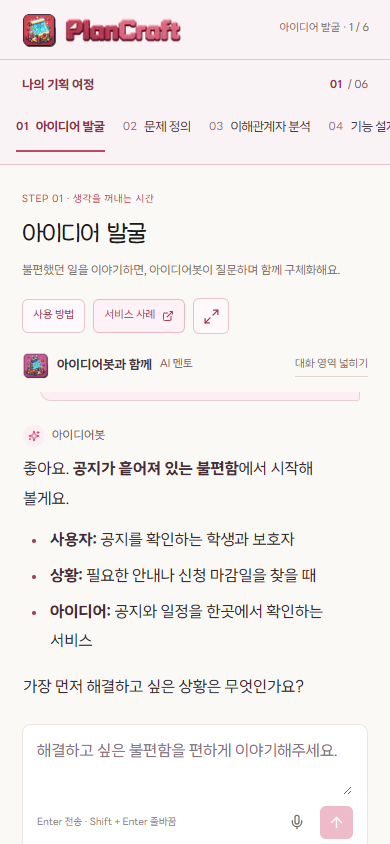 PlanCraft
아이디어 발굴 · 1 / 6
나의 기획 여정
01 / 06
01 아이디어 발굴 02 문제 정의 03 이해관계자 분석 04 기능 설계
STEP 01 · 생각을 꺼내는 시간
아이디어 발굴
불편했던 일을 이야기하면, 아이디어봇이 질문하며 함께 구체화해요.
사용 방법
서비스 사례
아이디어봇과 함께 AI 멘토
대화 영역 넓히기
아이디어봇
좋아요. 공지가 흩어져 있는 불편함에서 시작해
볼게요.
• 사용자: 공지를 확인하는 학생과 보호자
• 상황: 필요한 안내나 신청 마감일을 찾을 때
• 아이디어: 공지와 일정을 한곳에서 확인하는
서비스
가장 먼저 해결하고 싶은 상황은 무엇인가요?
해결하고 싶은 불편함을 편하게 이야기해주세요.
Enter 전송 · Shift + Enter 줄바꿈